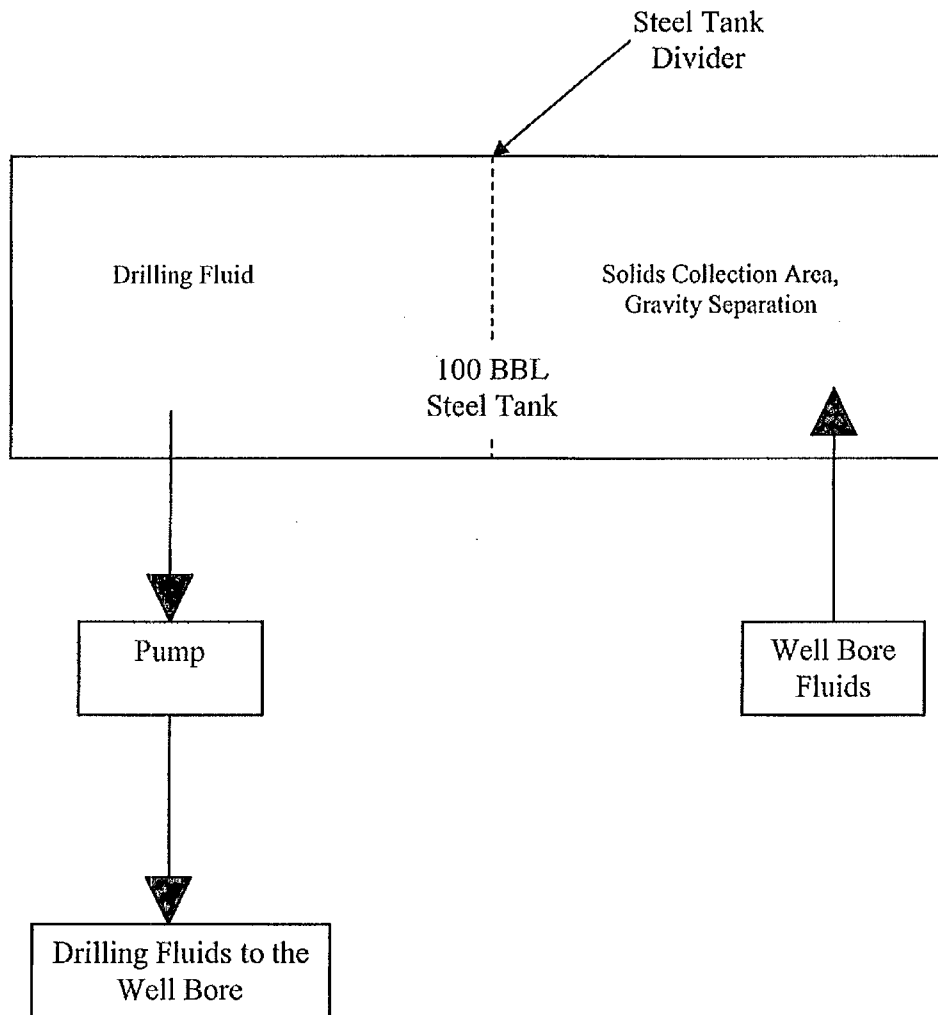 Steel Tank
Divider
Drilling Fluid
Solids Collection Area,
Gravity Separation
100 BBL
Steel Tank
Pump
Well Bore
Fluids
Drilling Fluids to the
Well Bore